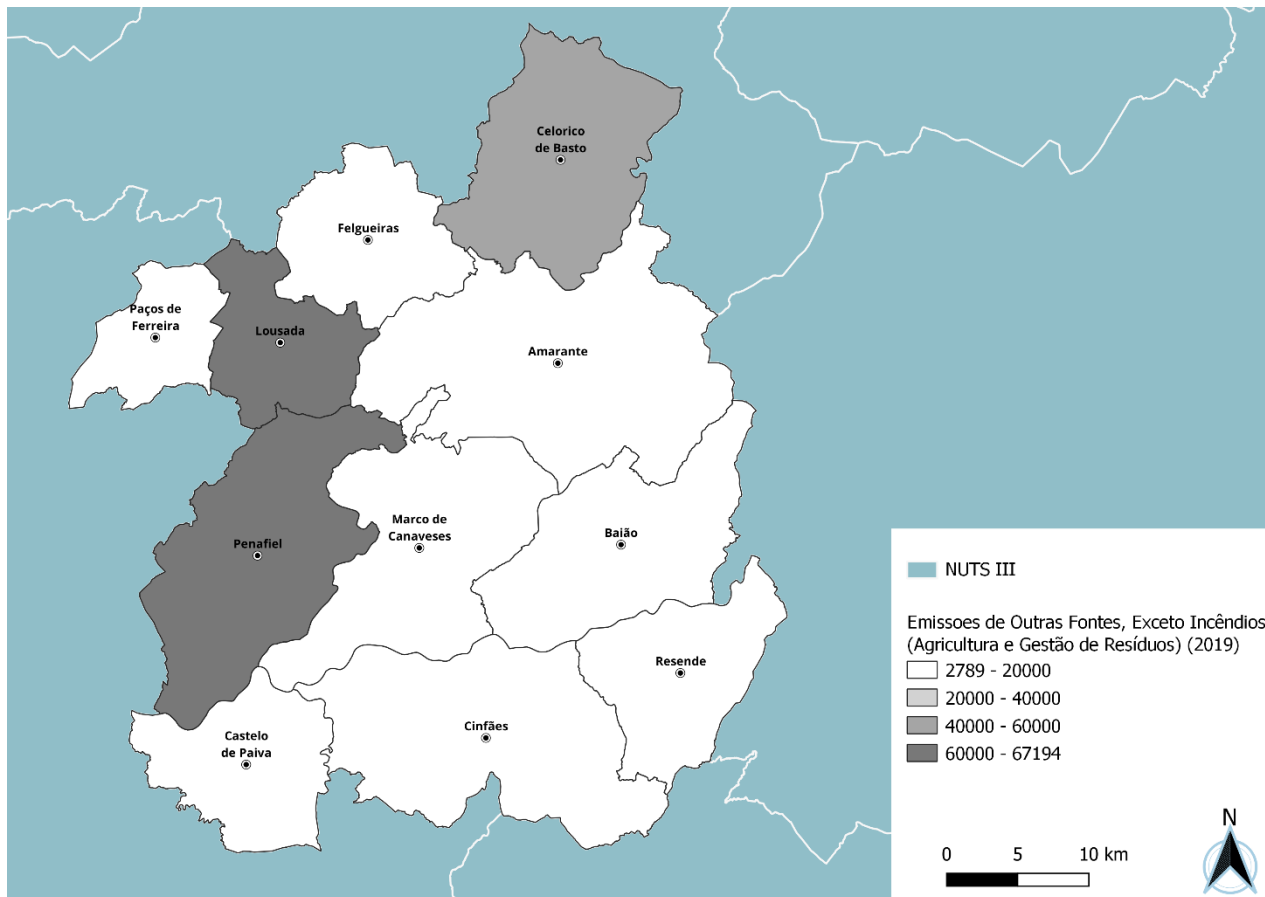 Celorico
de Basto
Felgueiras
Paços de
Ferreira
Lousada
Amarante
Marco de
Canaveses
Baião
Penafiel
Resende
Cinfães
Castelo
de Paiva
NUTS III
Emissoes de Outras Fontes, Exceto Incêndios
(Agricultura e Gestão de Resíduos) (2019)
2789 - 20000
20000 - 40000
40000 - 60000
60000 - 67194
N
0 5 10 km